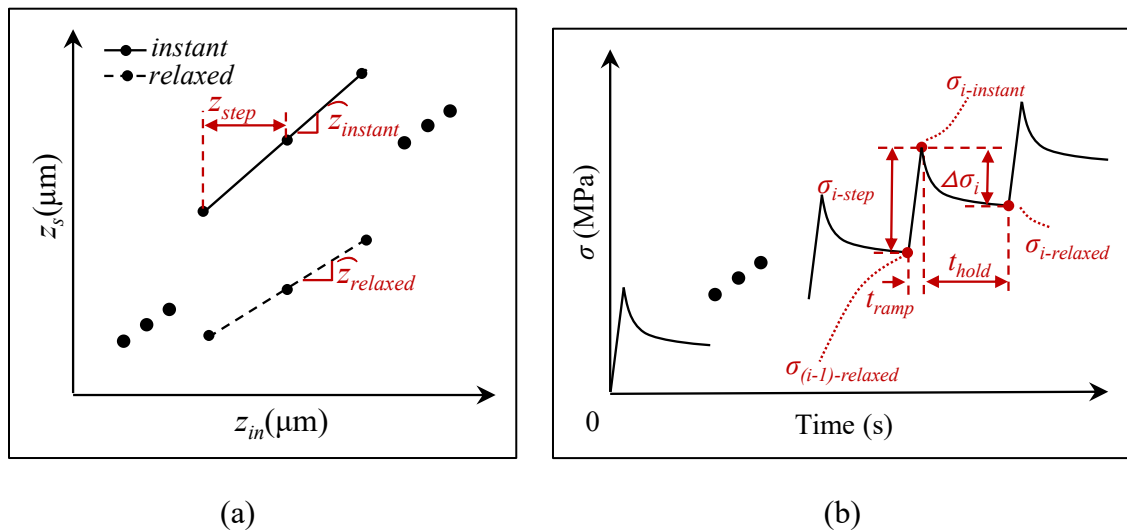 instant
relaxed
z_step
z_instant
z_relaxed
z_s(μm)
z_in(μm)
(a)
σ_i-instant
σ_i-step
Δσ_i
σ_i-relaxed
t_hold
t_ramp
σ_(i-1)-relaxed
σ (MPa)
0
Time (s)
(b)